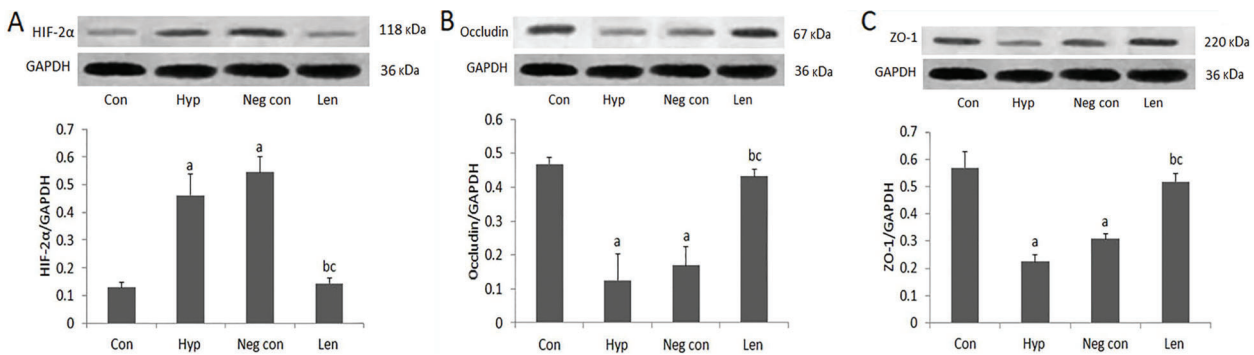 A
HIF-2α
118 kDa
GAPDH
36 kDa
Con Hyp Neg con Len
HIF-2α/GAPDH
0.7
0.6
0.5
0.4
0.3
0.2
0.1
0
a
a
bc
Con Hyp Neg con Len
B
Occludin
67 kDa
GAPDH
36 kDa
Con Hyp Neg con Len
Occludin/GAPDH
0.6
0.5
0.4
0.3
0.2
0.1
0
a
a
bc
Con Hyp Neg con Len
C
ZO-1
220 kDa
GAPDH
36 kDa
Con Hyp Neg con Len
ZO-1/GAPDH
0.7
0.6
0.5
0.4
0.3
0.2
0.1
0
a
a
bc
Con Hyp Neg con Len